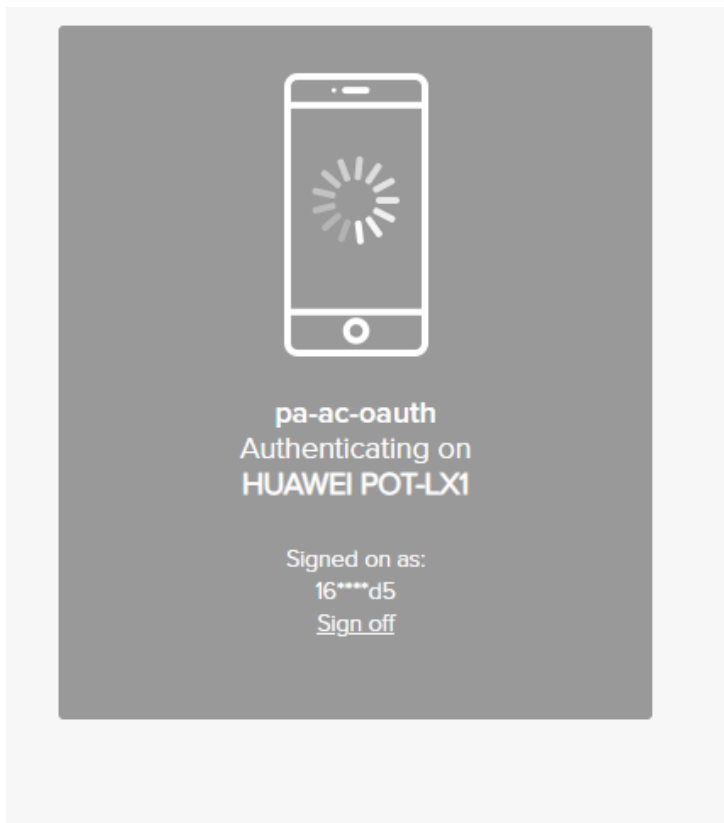 pa-ac-oauth
Authenticating on
HUAWEI POT-LX1
Signed on as:
16****d5
Sign off